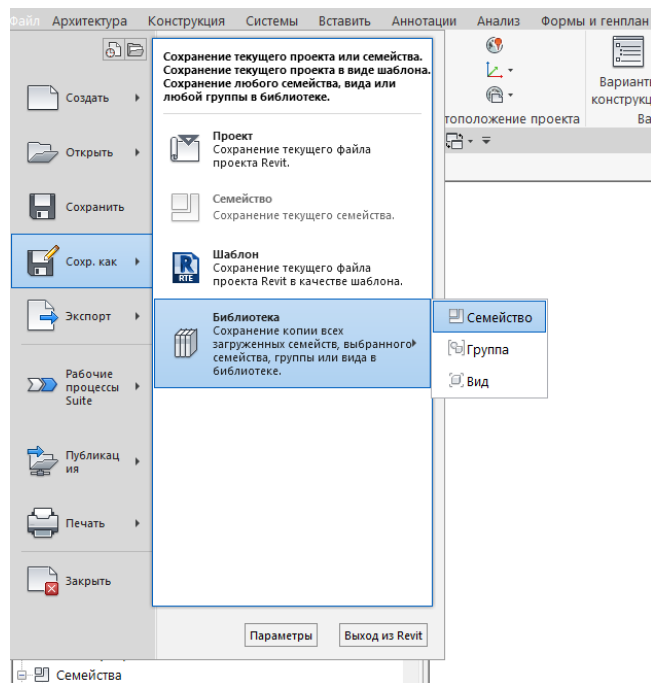 Файл Архитектура Конструкция Системы Вставить Аннотации Анализ Формы и генплан
Сохранение текущего проекта или семейства.
Сохранение текущего проекта в виде шаблона.
Сохранение любого семейства, вида или
любой группы в библиотеке.
Создать
Открыть
Сохранить
Сохр. как
Экспорт
Рабочие
процессы
Suite
Публикац
ия
Печать
Закрыть
Проект
Сохранение текущего файла
проекта Revit.
Семейство
Сохранение текущего семейства.
RTE
Шаблон
Сохранение текущего файла
проекта Revit в качестве шаблона.
Библиотека
Сохранение копии всех
загруженных семейств, выбранного
семейства, группы или вида в
библиотеке.
Семейство
Группа
Вид
Вариант
конструкц
тоположение проекта Ва
Параметры Выход из Revit
Семейства